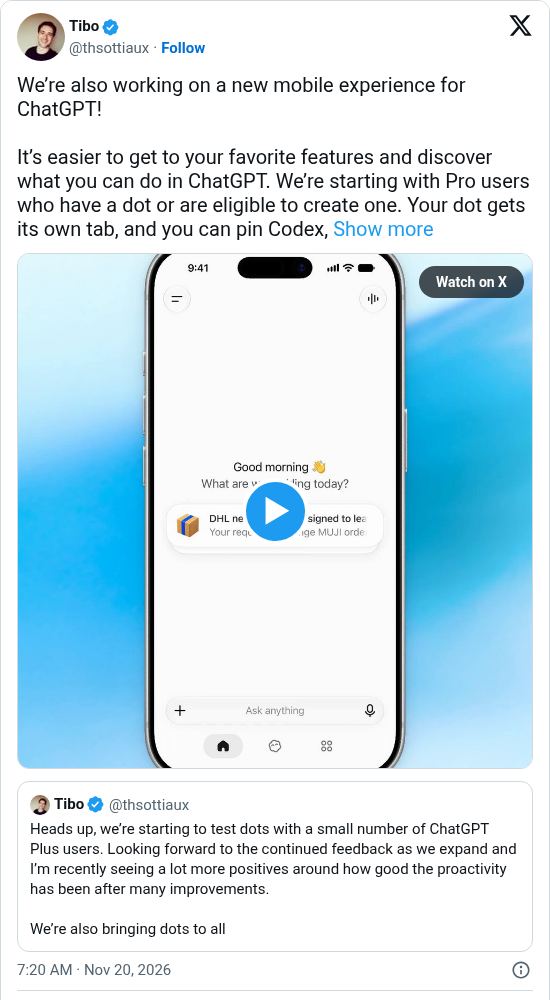 Tibo
@thsottiaux · Follow
We're also working on a new mobile experience for
ChatGPT!
It's easier to get to your favorite features and discover
what you can do in ChatGPT. We're starting with Pro users
who have a dot or are eligible to create one. Your dot gets
its own tab, and you can pin Codex, Show more
Watch on X
9:41
Good morning 👋
What are w ing today?
DHL ne signed to lea
Your req nge MUJI orde
Ask anything
Tibo @thsottiaux
Heads up, we're starting to test dots with a small number of ChatGPT
Plus users. Looking forward to the continued feedback as we expand and
I'm recently seeing a lot more positives around how good the proactivity
has been after many improvements.
We're also bringing dots to all
7:20 AM · Nov 20, 2026